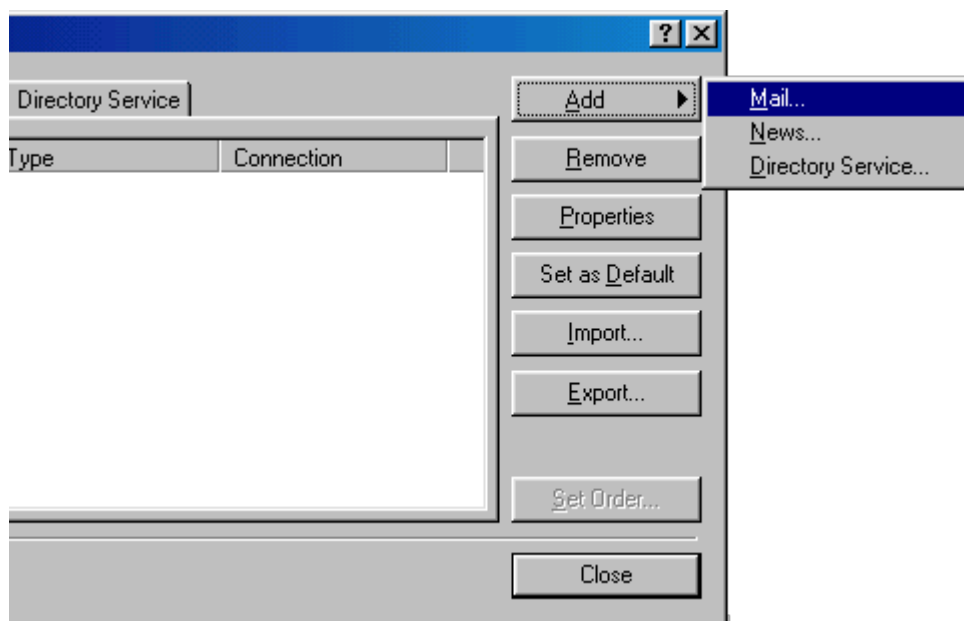 Directory Service
Add
Mail...
News...
Directory Service...
Type
Connection
Remove
Properties
Set as Default
Import...
Export...
Set Order...
Close